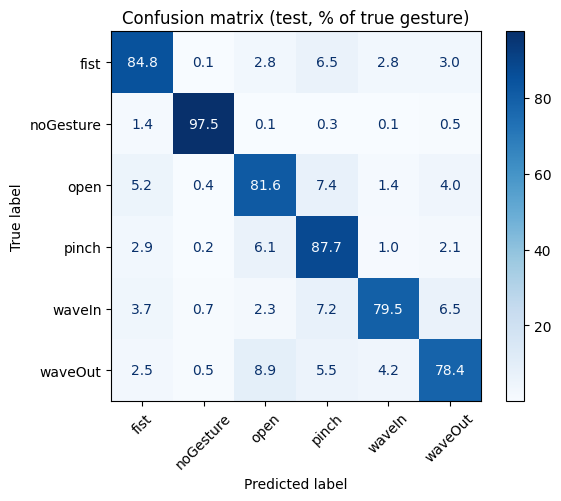 Confusion matrix (test, % of true gesture)
fist 84.8 0.1 2.8 6.5 2.8 3.0
noGesture 1.4 97.5 0.1 0.3 0.1 0.5
open 5.2 0.4 81.6 7.4 1.4 4.0
pinch 2.9 0.2 6.1 87.7 1.0 2.1
waveIn 3.7 0.7 2.3 7.2 79.5 6.5
waveOut 2.5 0.5 8.9 5.5 4.2 78.4
fist noGesture open pinch waveIn waveOut
Predicted label
True label
80
60
40
20